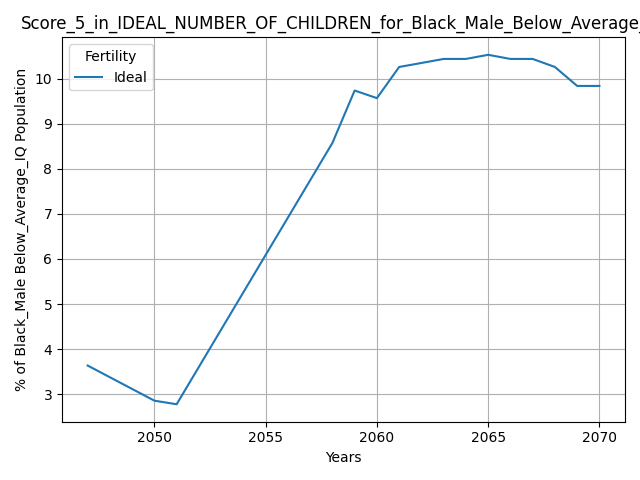 Score_5_in_IDEAL_NUMBER_OF_CHILDREN_for_Black_Male_Below_Average_
Fertility
Ideal
10
9
8
7
6
5
4
3
% of Black_Male Below_Average_IQ Population
2050
2055
2060
2065
2070
Years